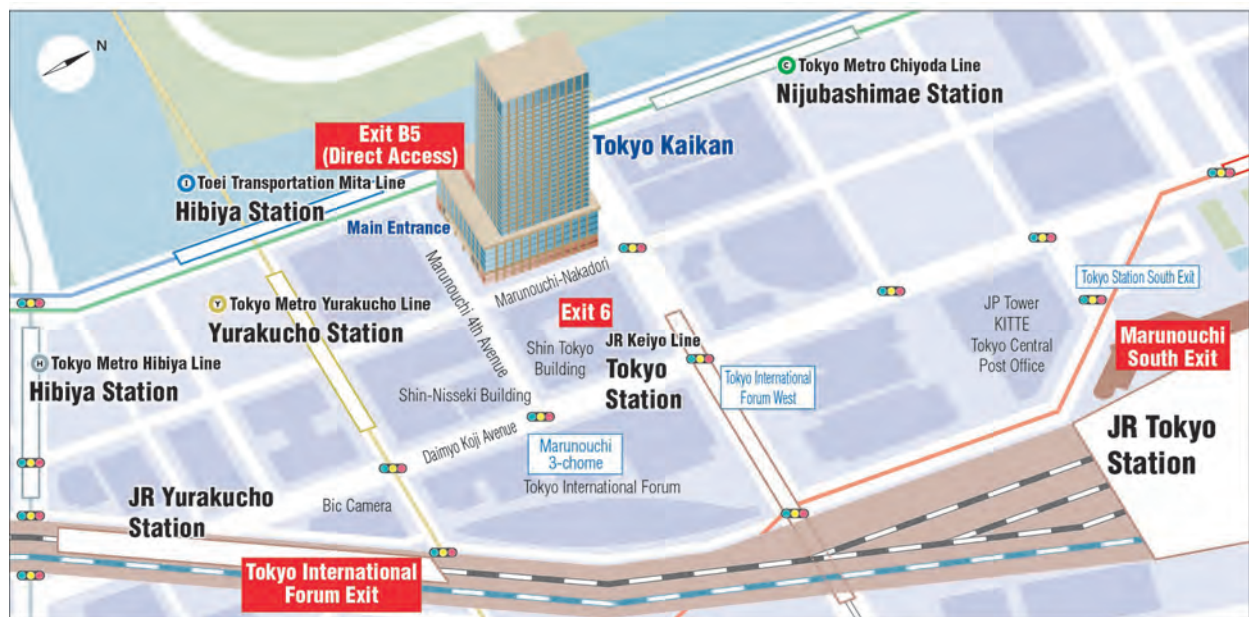 N
C Tokyo Metro Chiyoda Line
Nijubashimae Station
Exit B5
(Direct Access)
Tokyo Kaikan
I Toei Transportation Mita Line
Hibiya Station
Main Entrance
Marunouchi 4th Avenue
Marunouchi-Nakadori
Y Tokyo Metro Yurakucho Line
Yurakucho Station
Exit 6
Tokyo Station South Exit
JP Tower
KITTE
Tokyo Central
Post Office
Marunouchi
South Exit
H Tokyo Metro Hibiya Line
Hibiya Station
Shin Tokyo
Building
JR Keiyo Line
Tokyo
Station
Tokyo International
Forum West
Shin-Nisseki Building
Daimyo Koji Avenue
Marunouchi
3-chome
Tokyo International Forum
JR Tokyo
Station
JR Yurakucho
Station
Bic Camera
Tokyo International
Forum Exit